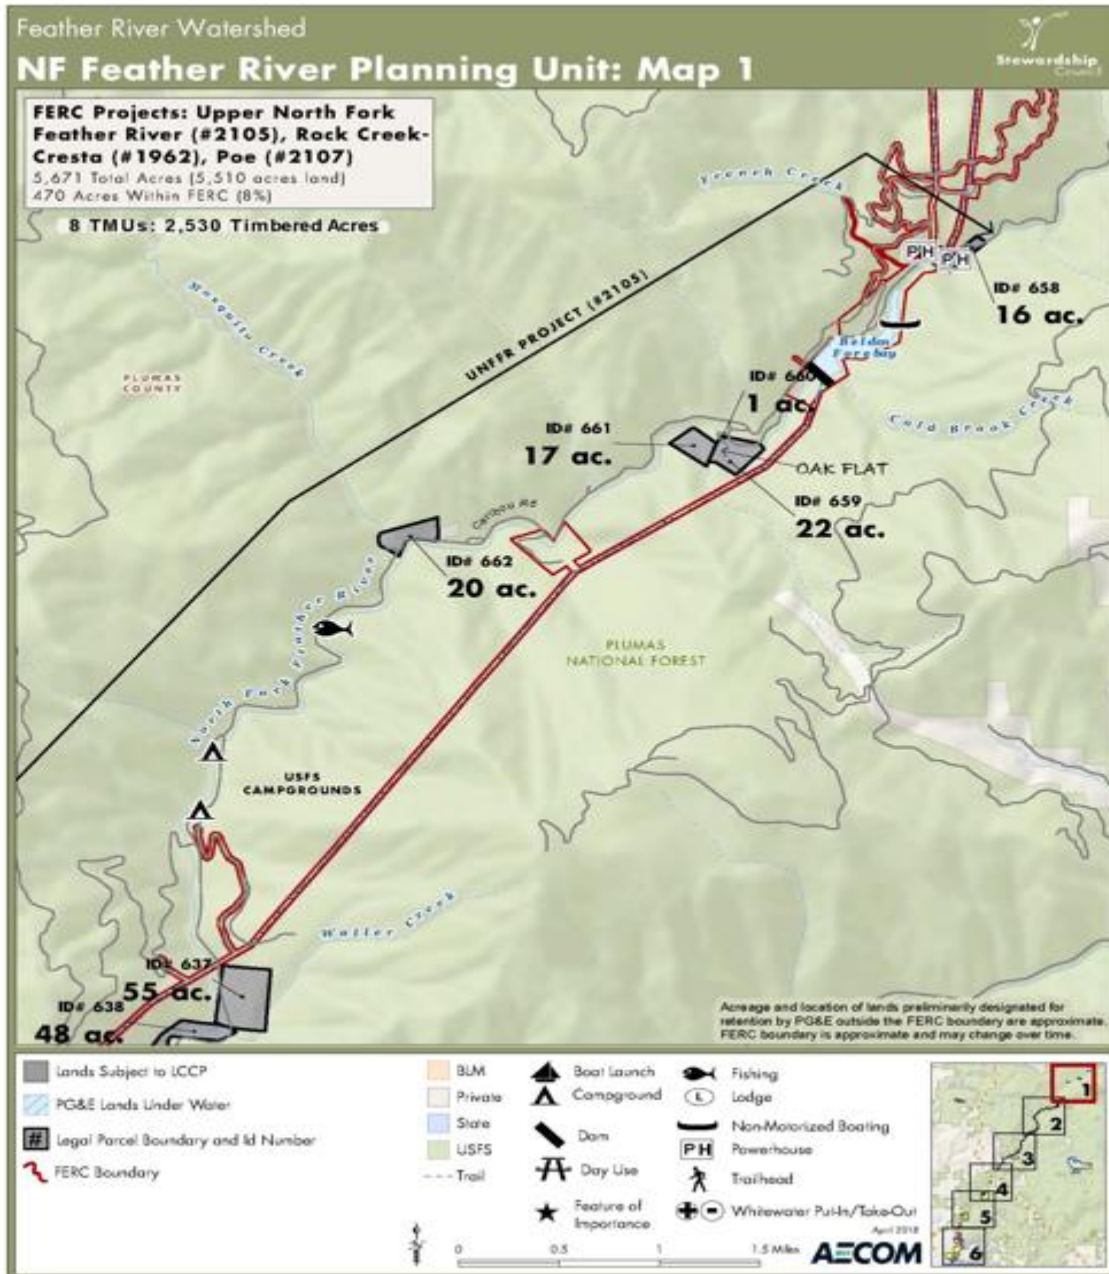 Feather River Watershed
NF Feather River Planning Unit: Map 1
Stewardship
Council
FERC Projects: Upper North Fork
Feather River (#2105), Rock Creek-
Cresta (#1962), Poe (#2107)
5,671 Total Acres (5,510 acres land)
470 Acres Within FERC (8%)
8 TMUs: 2,530 Timbered Acres
French Creek
Mosquito Creek
PLUMAS
COUNTY
UNFFR PROJECT (#2105)
PH
PH
ID# 658
16 ac.
Belden
Forebay
ID# 660
1 ac.
Cold Brook Creek
ID# 661
17 ac.
OAK FLAT
ID# 659
22 ac.
Caribou Rd
ID# 662
20 ac.
North Fork Feather River
PLUMAS
NATIONAL FOREST
USFS
CAMPGROUNDS
Waller Creek
ID# 637
55 ac.
ID# 638
48 ac.
Acreage and location of lands preliminarily designated for
retention by PG&E outside the FERC boundary are approximate.
FERC boundary is approximate and may change over time.
Lands Subject to LCCP
PG&E Lands Under Water
# Legal Parcel Boundary and Id Number
FERC Boundary
BLM
Private
State
USFS
Trail
Boat Launch
Campground
Dam
Day Use
Feature of
Importance
Fishing
L Lodge
Non-Motorized Boating
PH Powerhouse
Trailhead
Whitewater Put-In/Take-Out
April 2018
0 0.5 1 1.5 Miles
AECOM
1
2
3
4
5
6